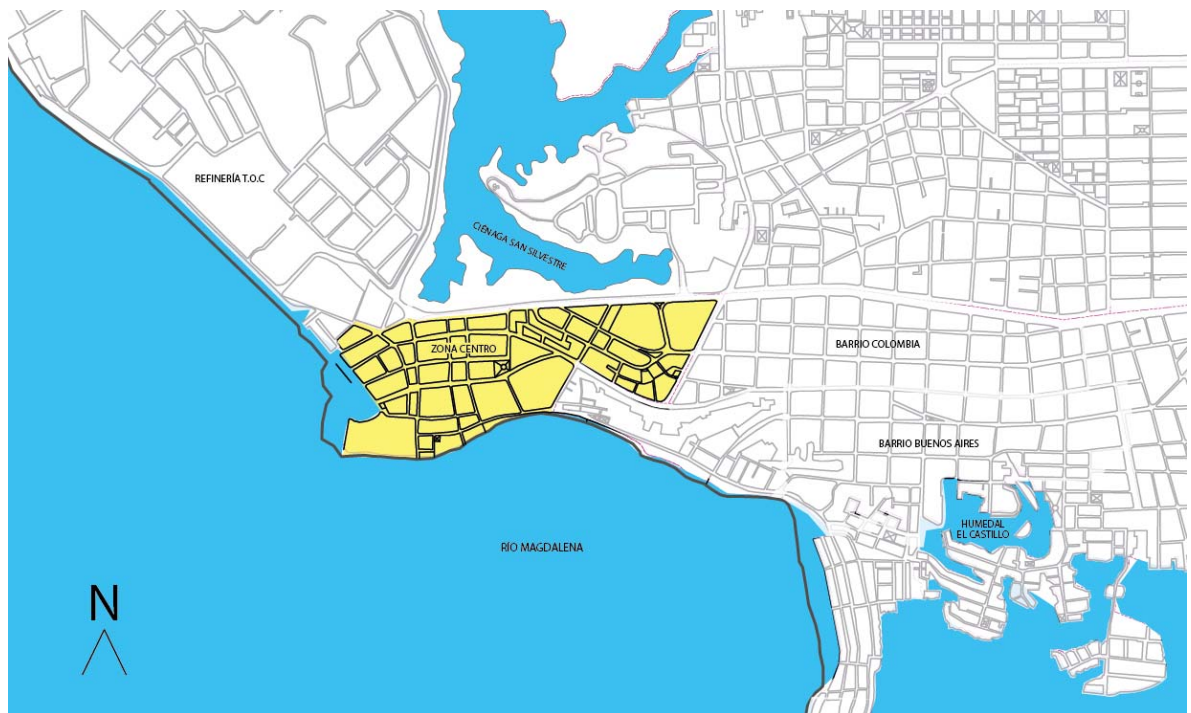 REFINERÍA T.O.C
CIÉNAGA SAN SILVESTRE
ZONA CENTRO
BARRIO COLOMBIA
BARRIO BUENOS AIRES
HUMEDAL
EL CASTILLO
RÍO MAGDALENA
N